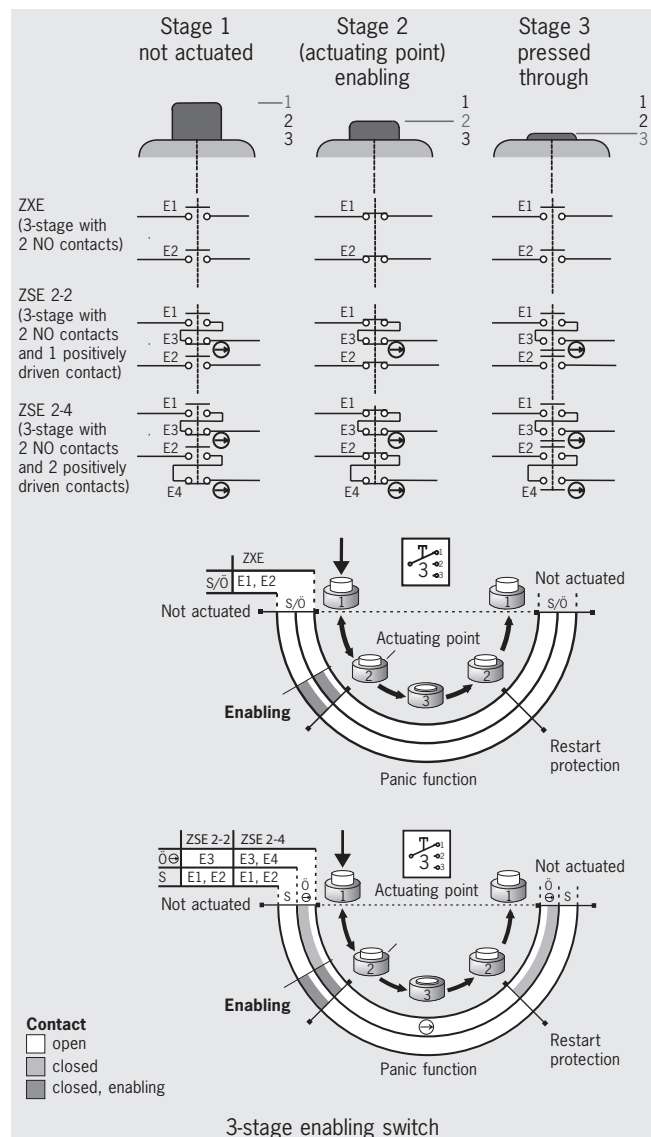 Stage 1
not actuated
Stage 2
(actuating point)
enabling
Stage 3
pressed
through
1
2
3
1
2
3
1
2
3
ZXE
(3-stage with
2 NO contacts)
E1
E2
E1
E2
E1
E2
ZSE 2-2
(3-stage with
2 NO contacts
and 1 positively
driven contact)
E1
E3
E2
E1
E3
E2
E1
E3
E2
ZSE 2-4
(3-stage with
2 NO contacts
and 2 positively
driven contacts)
E1
E3
E2
E4
E1
E3
E2
E4
E1
E3
E2
E4
ZXE
S/Ö E1, E2
Not actuated
S/Ö
1
1
2
3
3
1
Not actuated
S/Ö
Actuating point
2
3
2
Enabling
Panic function
Restart
protection
ZSE 2-2 ZSE 2-4
Ö E3 E3, E4
S E1, E2 E1, E2
Not actuated
S Ö
1
1
2
3
3
1
Not actuated
Ö S
Actuating point
2
3
2
Enabling
Panic function
Restart
protection
Contact
open
closed
closed, enabling
3-stage enabling switch